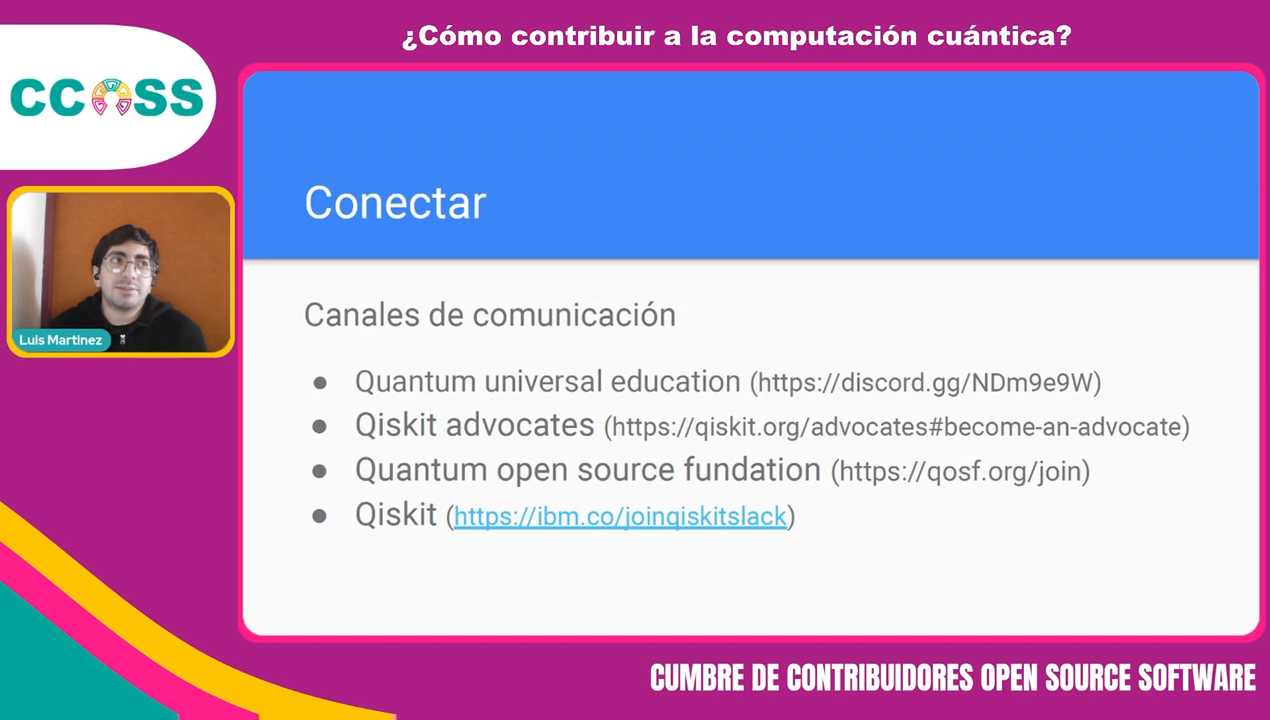 ¿Cómo contribuir a la computación cuántica?
CCOSS
Conectar
Luis Martinez
Canales de comunicación
● Quantum universal education (https://discord.gg/NDm9e9W)
● Qiskit advocates (https://qiskit.org/advocates#become-an-advocate)
● Quantum open source fundation (https://qosf.org/join)
● Qiskit (https://ibm.co/joinqiskitslack)
CUMBRE DE CONTRIBUIDORES OPEN SOURCE SOFTWARE